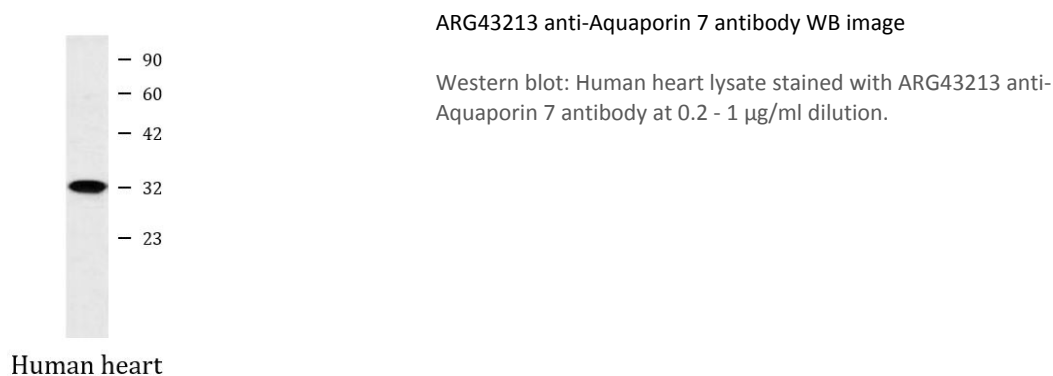 ARG43213 anti-Aquaporin 7 antibody WB image
Western blot: Human heart lysate stained with ARG43213 anti-
Aquaporin 7 antibody at 0.2 - 1 µg/ml dilution.
90
60
42
32
23
Human heart